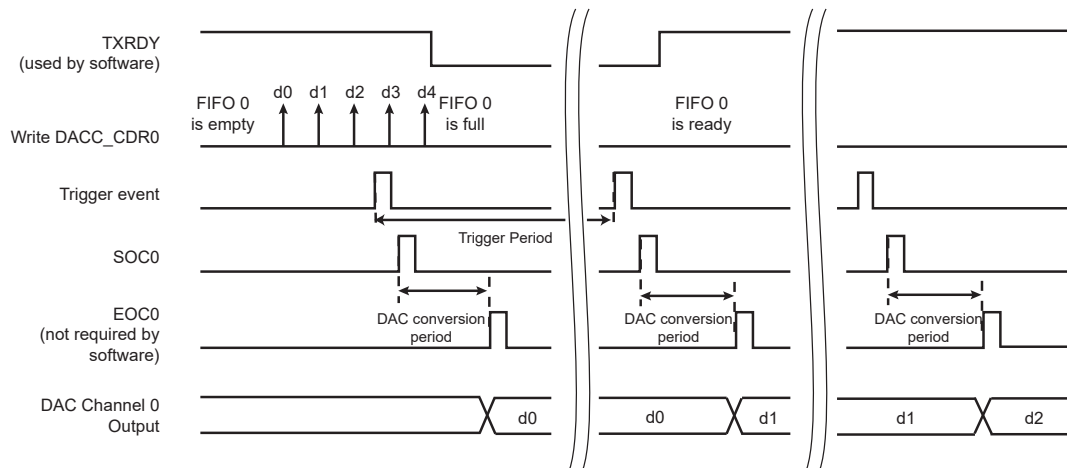 TXRDY
(used by software)
FIFO 0
is empty
d0 d1 d2 d3 d4
FIFO 0
is full
FIFO 0
is ready
Write DACC_CDR0
Trigger event
Trigger Period
SOC0
DAC conversion
period
DAC conversion
period
DAC conversion
period
EOC0
(not required by
software)
DAC Channel 0
Output
d0 d0 d1 d1 d2